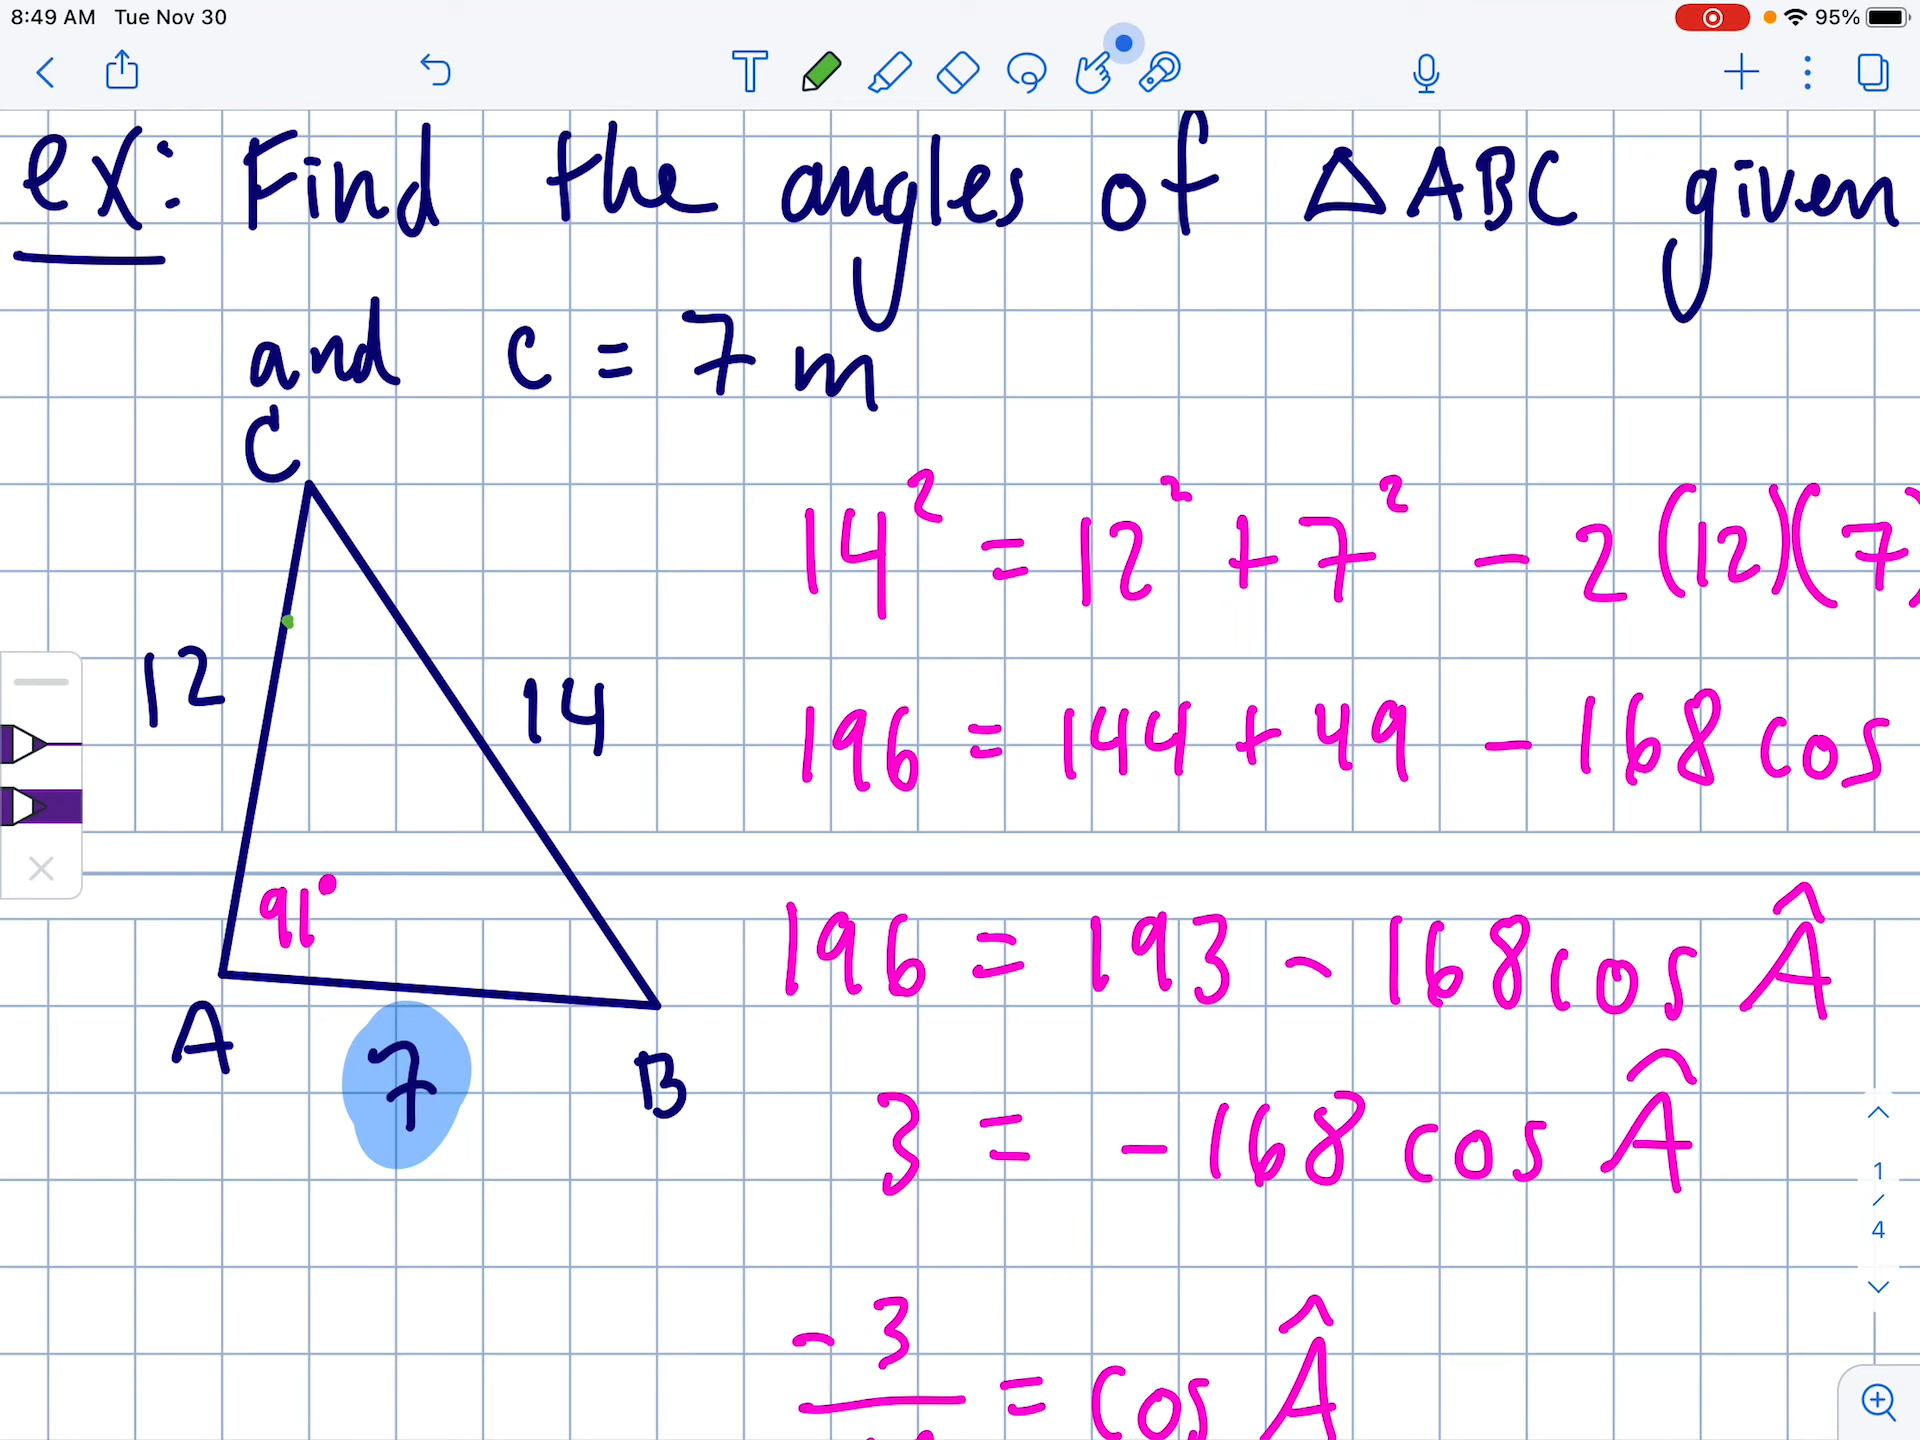 8:49 AM Tue Nov 30
95%
T
ex: Find the angles of △ABC given
and c = 7 m
C
14² = 12² + 7² - 2(12)(7)
12
14
196 = 144 + 49 - 168 cos
91°
196 = 193 - 168 cos Â
A
7
B
3 = -168 cos Â
1
/
4
-3
= cos Â